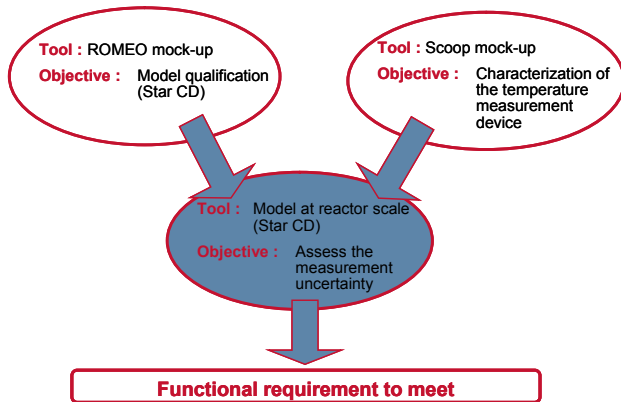 Tool : ROMEO mock-up
Objective : Model qualification
(Star CD)
Tool : Scoop mock-up
Objective : Characterization of
the temperature
measurement
device
Tool : Model at reactor scale
(Star CD)
Objective : Assess the
measurement
uncertainty
Functional requirement to meet